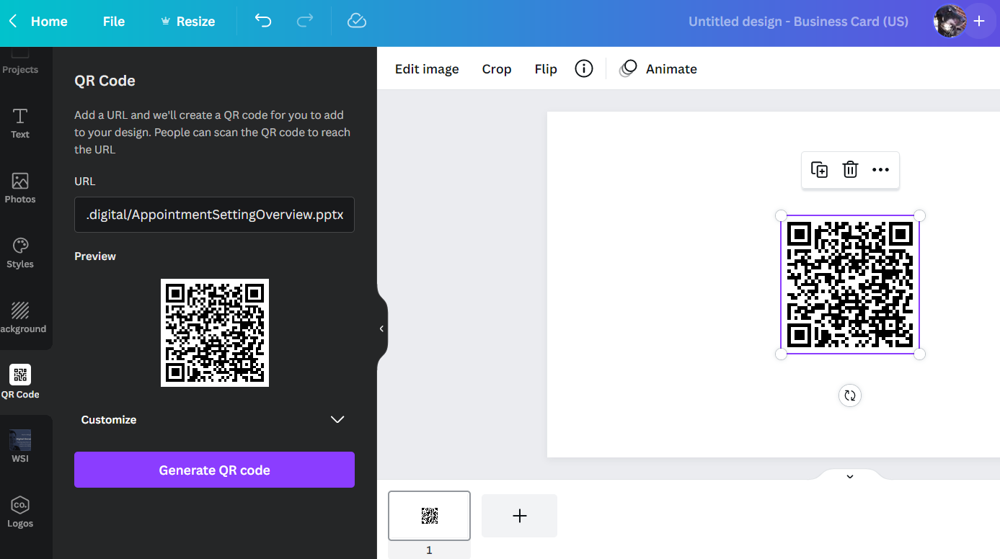 Home
File
Resize
Untitled design - Business Card (US)
Projects
Text
Photos
Styles
ackground
QR Code
WSI
CO.
Logos
QR Code
Add a URL and we'll create a QR code for you to add
to your design. People can scan the QR code to reach
the URL
URL
.digital/AppointmentSettingOverview.pptx
Preview
Customize
Generate QR code
Edit image
Crop
Flip
Animate
1